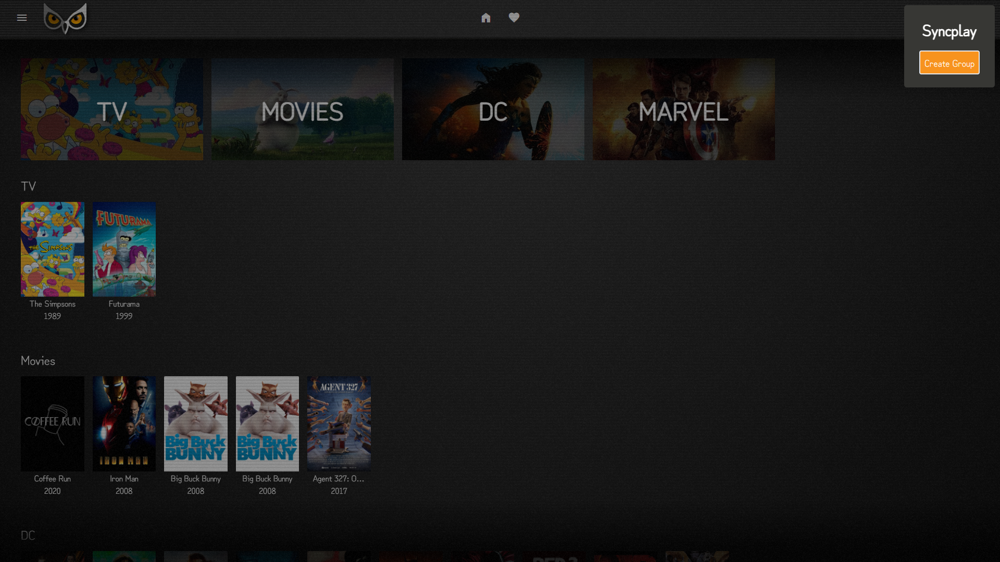 Syncplay
Create Group
TV
MOVIES
DC
MARVEL
TV
THE SIMPSONS
FUTURAMA
The Simpsons
1989
Futurama
1999
Movies
COFFEE RUN
IRON MAN
Big Buck
BUNNY
Big Buck
BUNNY
AGENT 327
Coffee Run
2020
Iron Man
2008
Big Buck Bunny
2008
Big Buck Bunny
2008
Agent 327: O...
2017
DC